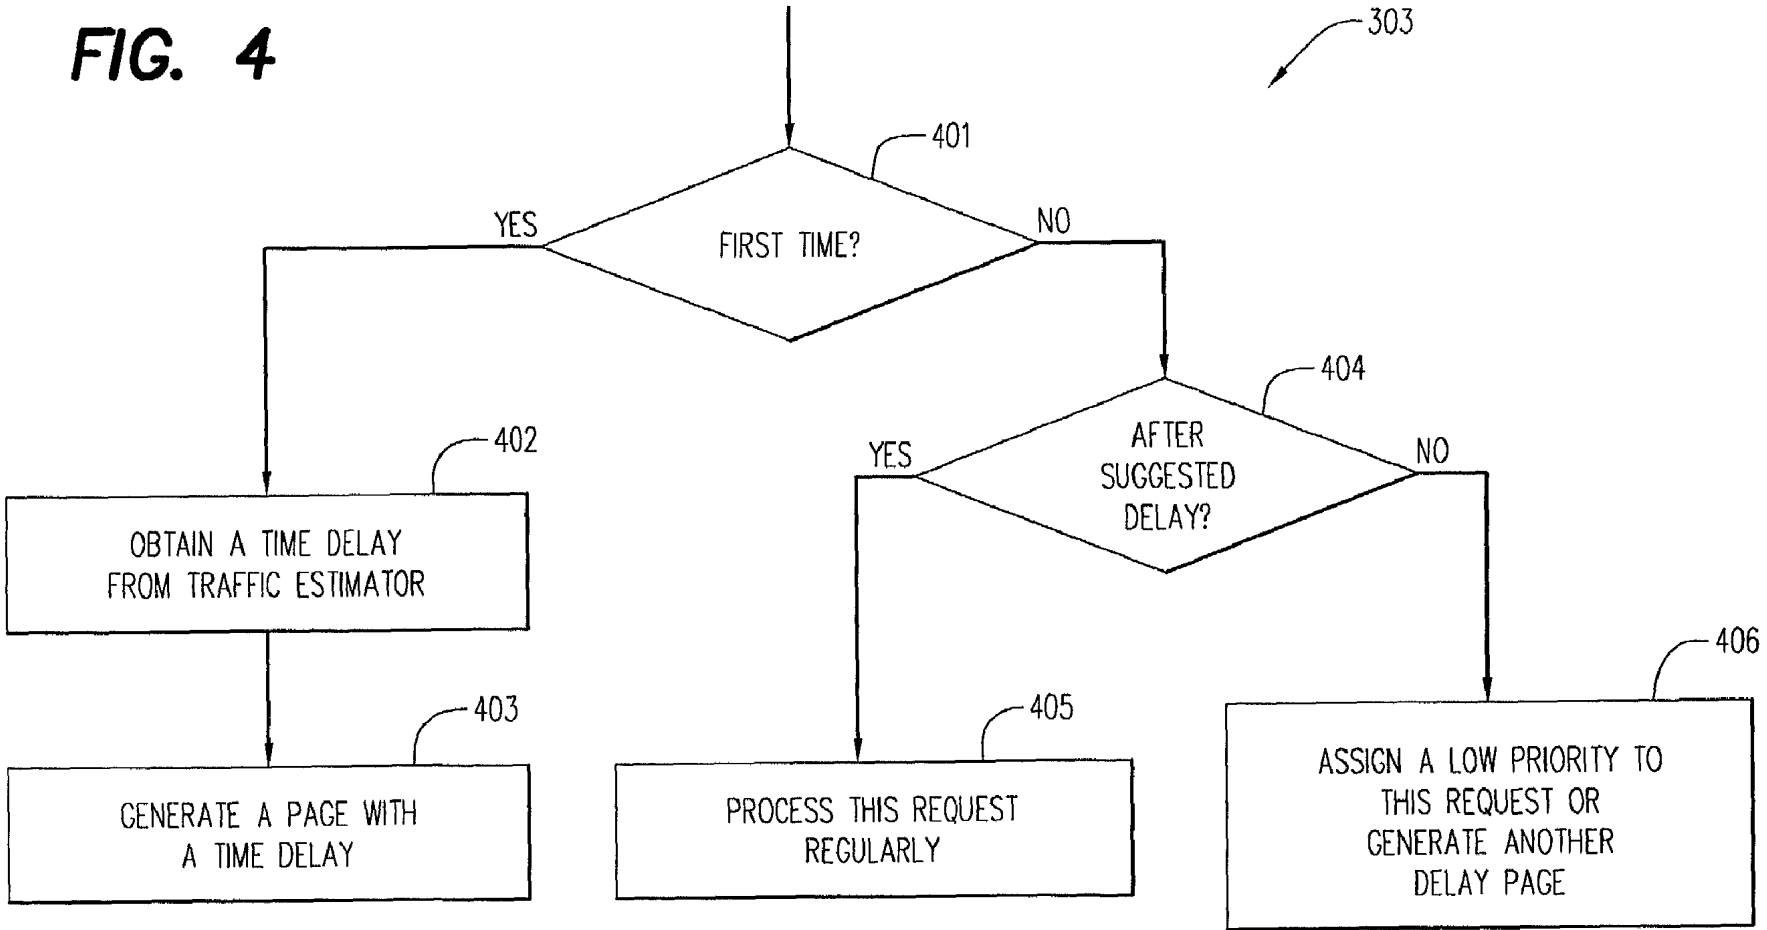 FIG. 4
303
401
YES
FIRST TIME?
NO
404
YES
AFTER
SUGGESTED
DELAY?
NO
402
OBTAIN A TIME DELAY
FROM TRAFFIC ESTIMATOR
403
GENERATE A PAGE WITH
A TIME DELAY
405
PROCESS THIS REQUEST
REGULARLY
406
ASSIGN A LOW PRIORITY TO
THIS REQUEST OR
GENERATE ANOTHER
DELAY PAGE